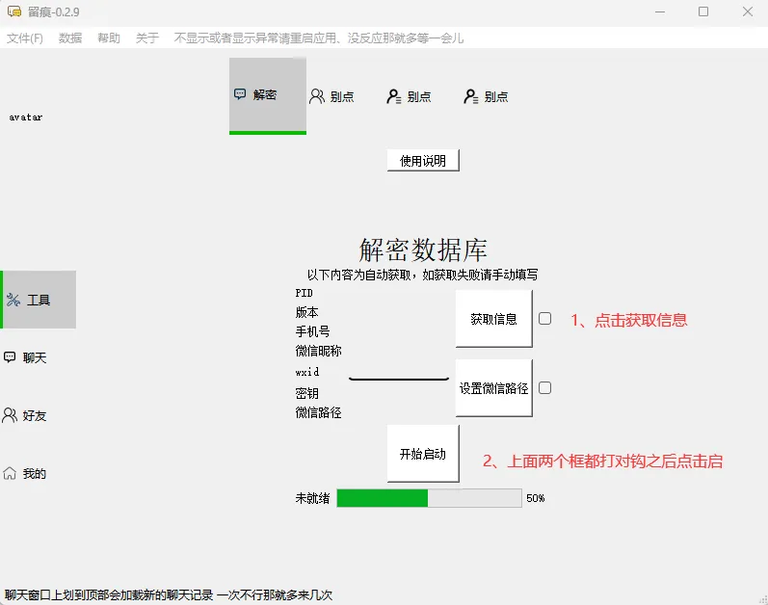 留痕-0.2.9
文件(F) 数据 帮助 关于 不显示或者显示异常请重启应用、没反应那就多等一会儿
解密 别点 别点 别点
avatar
使用说明
解密数据库
以下内容为自动获取，如获取失败请手动填写
PID
版本
获取信息 1、点击获取信息
手机号
微信昵称
wxid
设置微信路径
密钥
微信路径
开始启动 2、上面两个框都打对钩之后点击启
未就绪 50%
工具
聊天
好友
我的
聊天窗口上划到顶部会加载新的聊天记录 一次不行那就多来几次